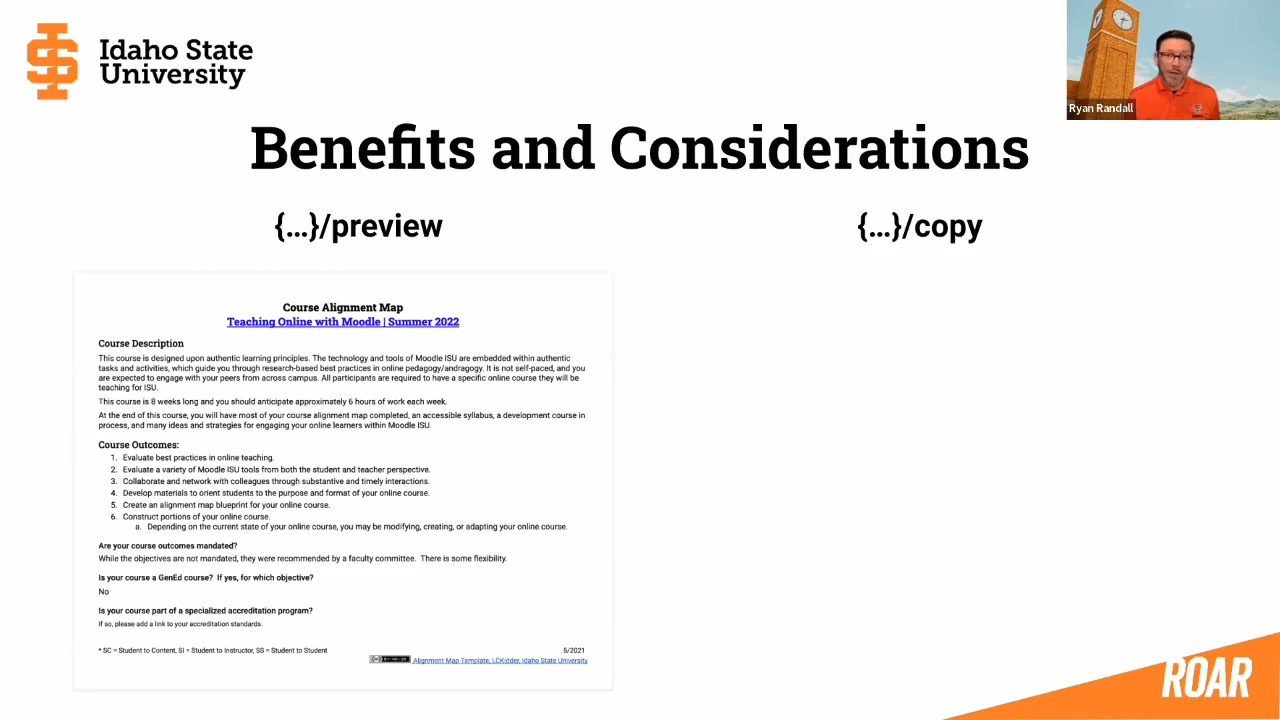 Idaho State
University
Ryan Randall
Benefits and Considerations
{...}/preview
{...}/copy
Course Alignment Map
Teaching Online with Moodle | Summer 2022
Course Description
This course is designed upon authentic learning principles. The technology and tools of Moodle ISU are embedded within authentic
tasks and activities, which guide you through research-based best practices in online pedagogy/andragogy. It is not self-paced, and you
are expected to engage with your peers from across campus. All participants are required to have a specific online course they will be
teaching for ISU.
This course is 8 weeks long and you should anticipate approximately 6 hours of work each week.
At the end of this course, you will have most of your course alignment map completed, an accessible syllabus, a development course in
process, and many ideas and strategies for engaging your online learners within Moodle ISU.
Course Outcomes:
1. Evaluate best practices in online teaching.
2. Evaluate a variety of Moodle ISU tools from both the student and teacher perspective.
3. Collaborate and network with colleagues through substantive and timely interactions.
4. Develop materials to orient students to the purpose and format of your online course.
5. Create an alignment map blueprint for your online course.
6. Construct portions of your online course.
a. Depending on the current state of your online course, you may be modifying, creating, or adapting your online course.
Are your course outcomes mandated?
While the objectives are not mandated, they were recommended by a faculty committee. There is some flexibility.
Is your course a GenEd course? If yes, for which objective?
No
Is your course part of a specialized accreditation program?
If so, please add a link to your accreditation standards.
* SC = Student to Content, SI = Student to Instructor, SS = Student to Student
5/2021
Alignment Map Template, LCKidder, Idaho State University
ROAR